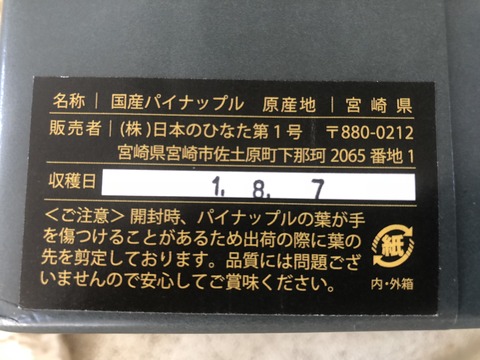 名称 | 国産パイナップル 原産地 | 宮崎県
販売者 | (株)日本のひなた第1号 〒880-0212
宮崎県宮崎市佐土原町下那珂2065番地1
収穫日 1. 8. 7
＜ご注意＞開封時、パイナップルの葉が手
を傷つけることがあるため出荷の際に葉の
先を剪定しております。品質には問題ござ
いませんので安心してご賞味ください。
紙
内・外箱